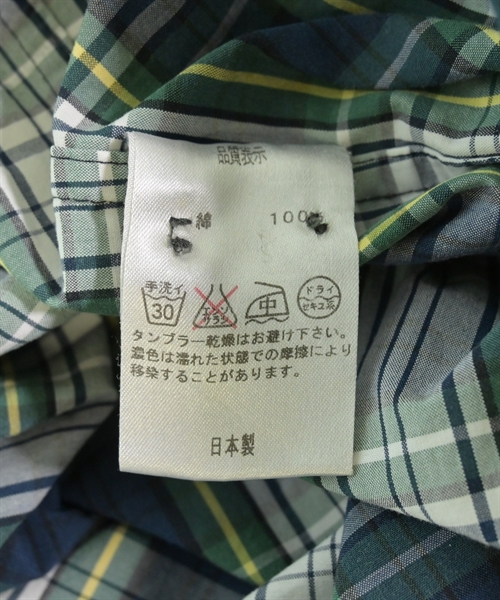 品質表示
綿 100%
手洗イ
30
エンソ
サラシ
中
ドライ
セキユ系
タンブラー乾燥はお避け下さい。
濃色は濡れた状態での摩擦により
移染することがあります。
日本製